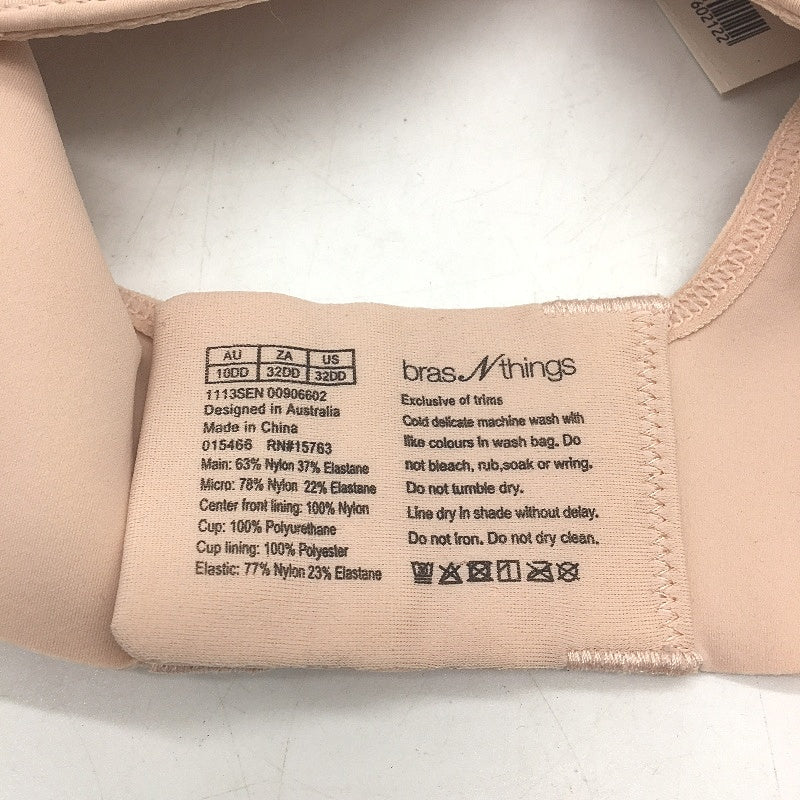 602122
AU ZA US
10DD 32DD 32DD
1113SEN 00906602
Designed in Australia
Made in China
015466 RN#15763
Main: 63% Nylon 37% Elastane
Micro: 78% Nylon 22% Elastane
Center front lining: 100% Nylon
Cup: 100% Polyurethane
Cup lining: 100% Polyester
Elastic: 77% Nylon 23% Elastane
bras N things
Exclusive of trims
Cold delicate machine wash with
like colours in wash bag. Do
not bleach, rub,soak or wring.
Do not tumble dry.
Line dry in shade without delay.
Do not iron. Do not dry clean.